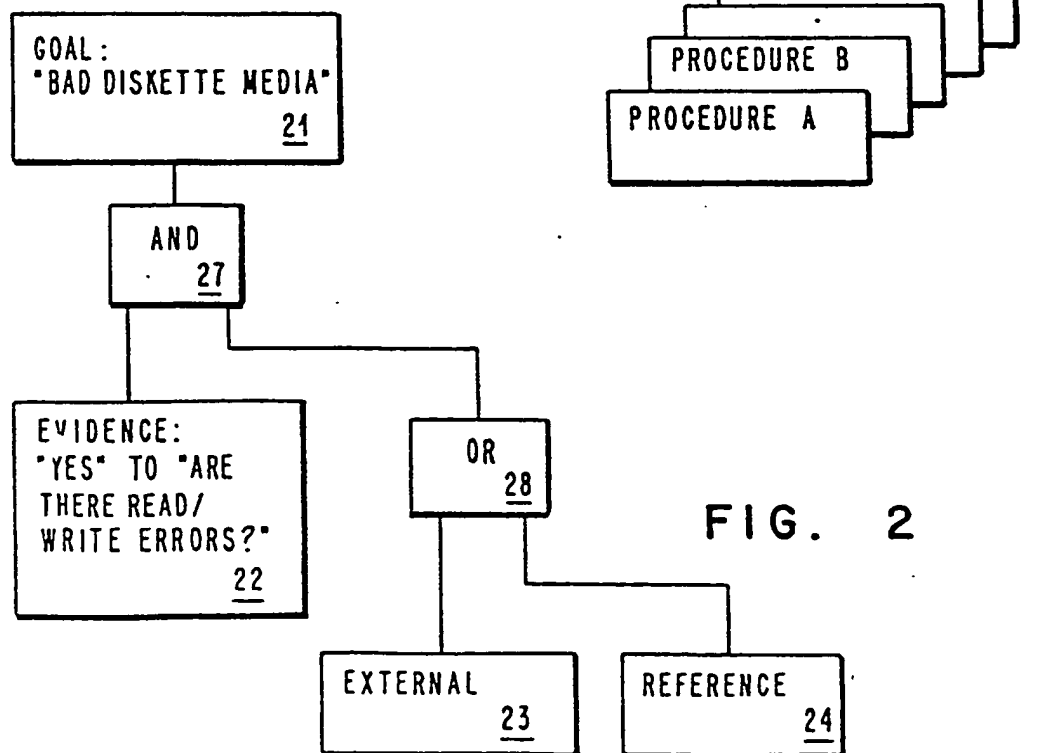 GOAL:
"BAD DISKETTE MEDIA"
21
PROCEDURE B
PROCEDURE A
AND
27
EVIDENCE:
"YES" TO "ARE
THERE READ/
WRITE ERRORS?"
22
OR
28
FIG. 2
EXTERNAL
23
REFERENCE
24